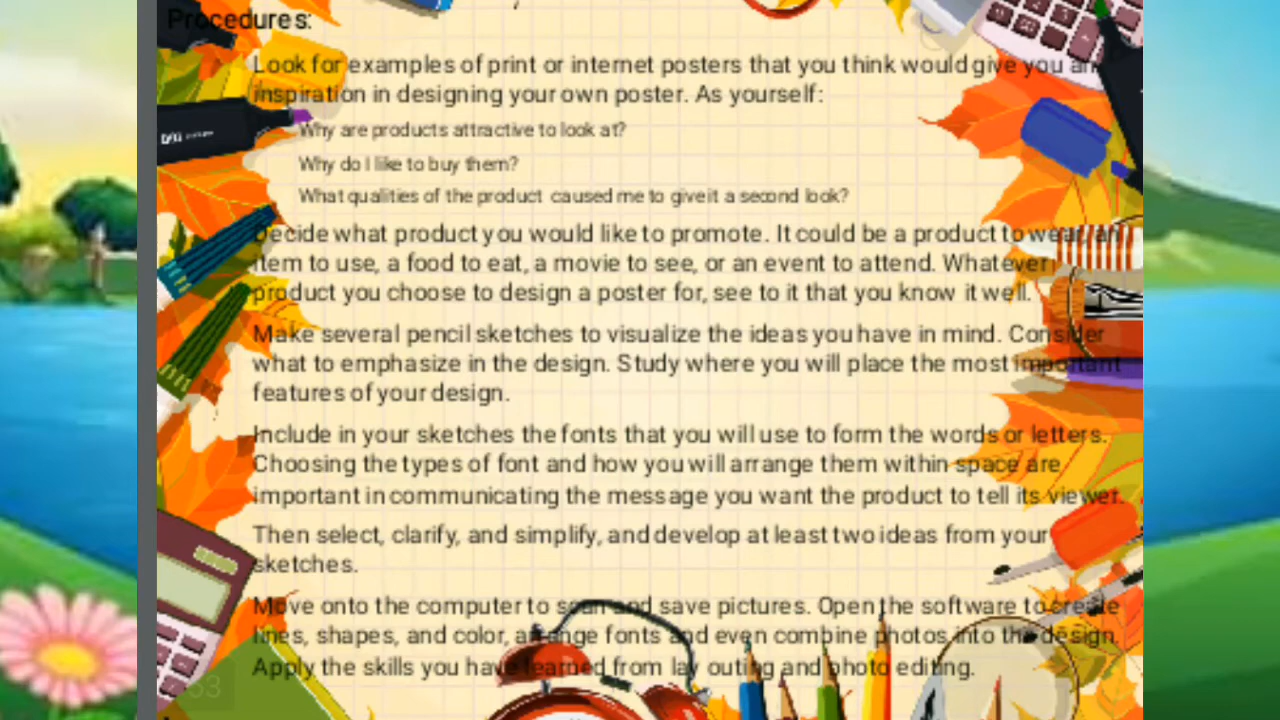 Procedures:
Look for examples of print or internet posters that you think would give you an
inspiration in designing your own poster. As yourself:
Why are products attractive to look at?
Why do I like to buy them?
What qualities of the product caused me to give it a second look?
Decide what product you would like to promote. It could be a product to wear, an
item to use, a food to eat, a movie to see, or an event to attend. Whatever
product you choose to design a poster for, see to it that you know it well.
Make several pencil sketches to visualize the ideas you have in mind. Consider
what to emphasize in the design. Study where you will place the most important
features of your design.
Include in your sketches the fonts that you will use to form the words or letters.
Choosing the types of font and how you will arrange them within space are
important in communicating the message you want the product to tell its viewer.
Then select, clarify, and simplify, and develop at least two ideas from your
sketches.
Move onto the computer to scan and save pictures. Open the software to create
lines, shapes, and color, arrange fonts and even combine photos into the design.
Apply the skills you have learned from lay outing and photo editing.
53